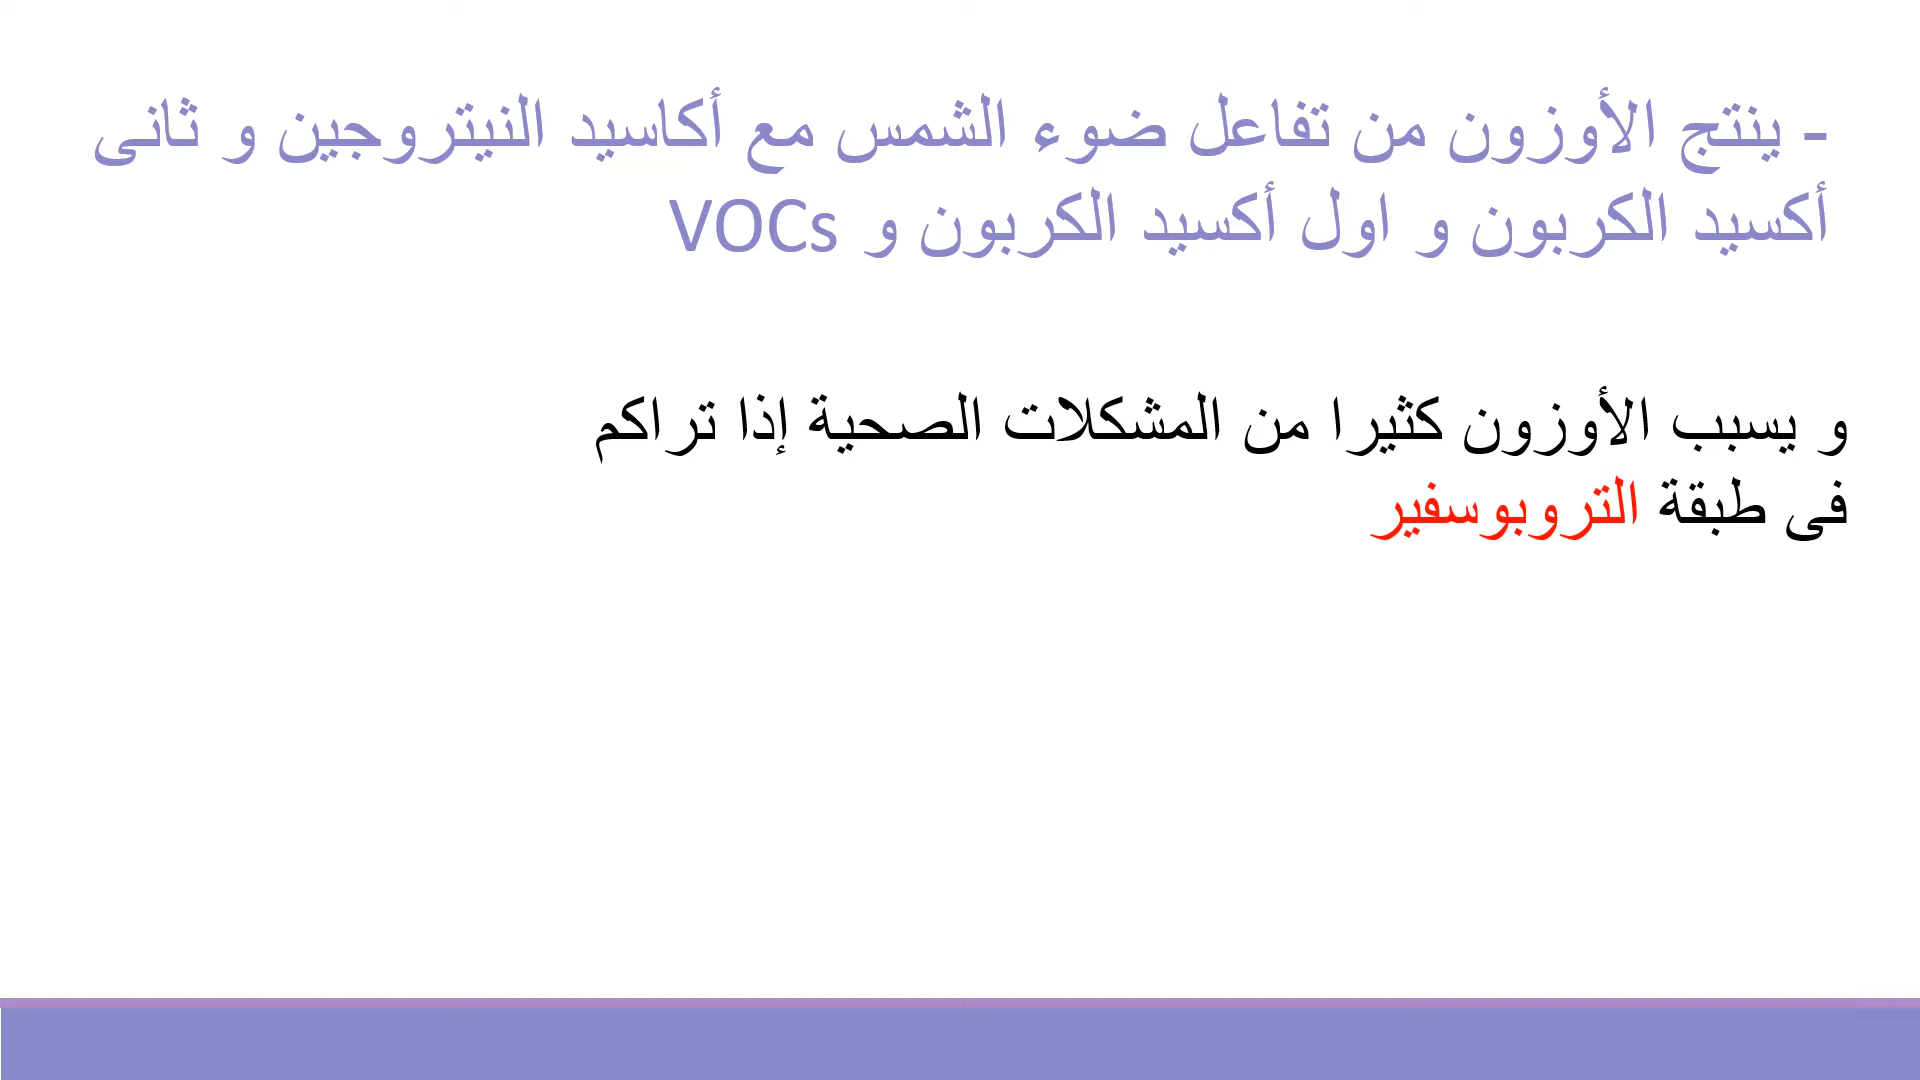 - ينتج الأوزون من تفاعل ضوء الشمس مع أكاسيد النيتروجين و ثانى
أكسيد الكربون و اول أكسيد الكربون و VOCs
و يسبب الأوزون كثيرا من المشكلات الصحية إذا تراكم
فى طبقة التروبوسفير